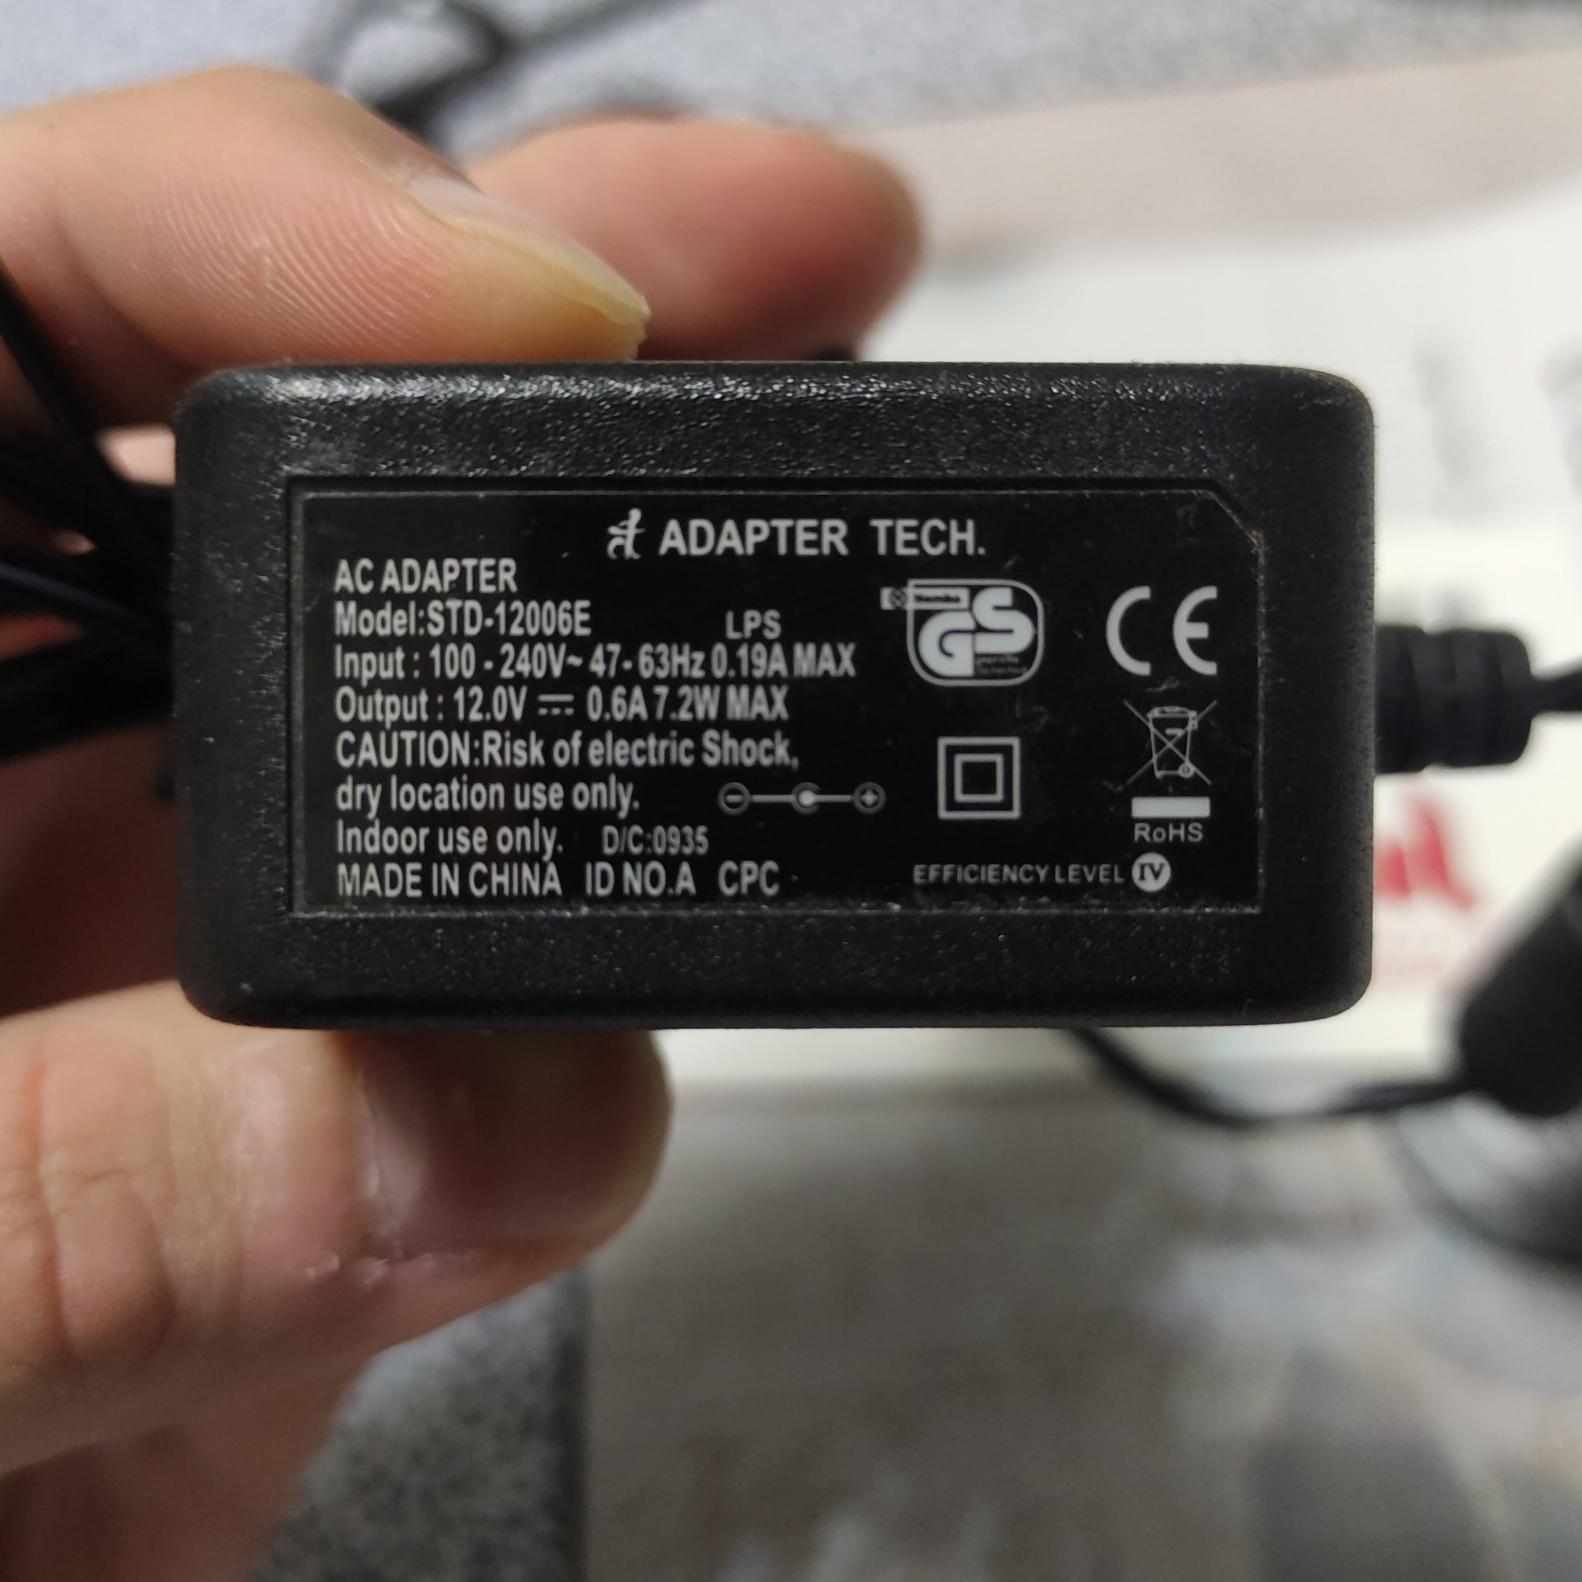 ADAPTER TECH.
AC ADAPTER
Model:STD-12006E LPS
Input : 100 - 240V~ 47- 63Hz 0.19A MAX
Output : 12.0V ⎓ 0.6A 7.2W MAX
CAUTION:Risk of electric Shock,
dry location use only.
Indoor use only. D/C:0935
MADE IN CHINA ID NO.A CPC
GS
CE
RoHS
EFFICIENCY LEVEL IV